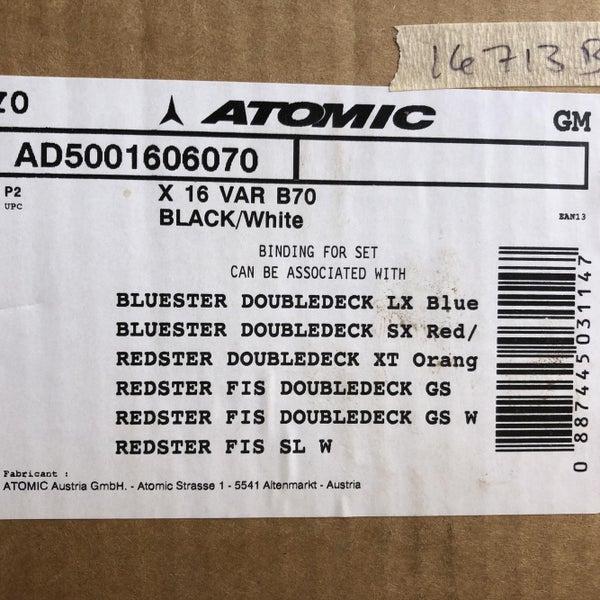 14713B
ZO
ATOMIC
GM
AD5001606070
P2
UPC
X 16 VAR B70
BLACK/White
EAN13
BINDING FOR SET
CAN BE ASSOCIATED WITH
BLUESTER DOUBLEDECK LX Blue
BLUESTER DOUBLEDECK SX Red/
REDSTER DOUBLEDECK XT Orang
REDSTER FIS DOUBLEDECK GS
REDSTER FIS DOUBLEDECK GS W
REDSTER FIS SL W
0 887445 031147
Fabricant :
ATOMIC Austria GmbH. - Atomic Strasse 1 - 5541 Altenmarkt - Austria